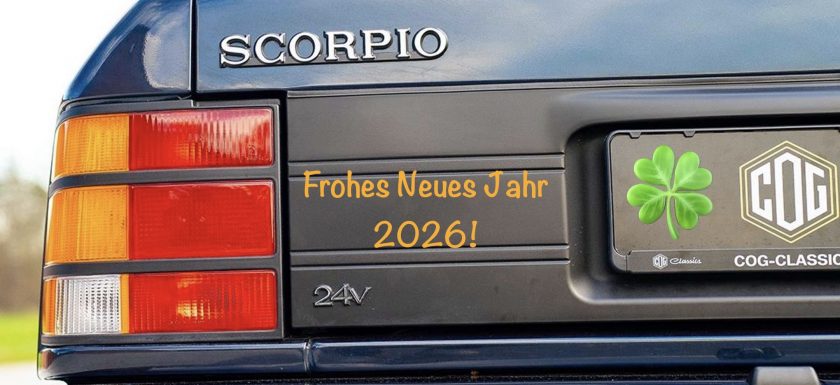 SCORPIO
Frohes Neues Jahr
2026!
24V
COG
COG Classics
COG-CLASSIC